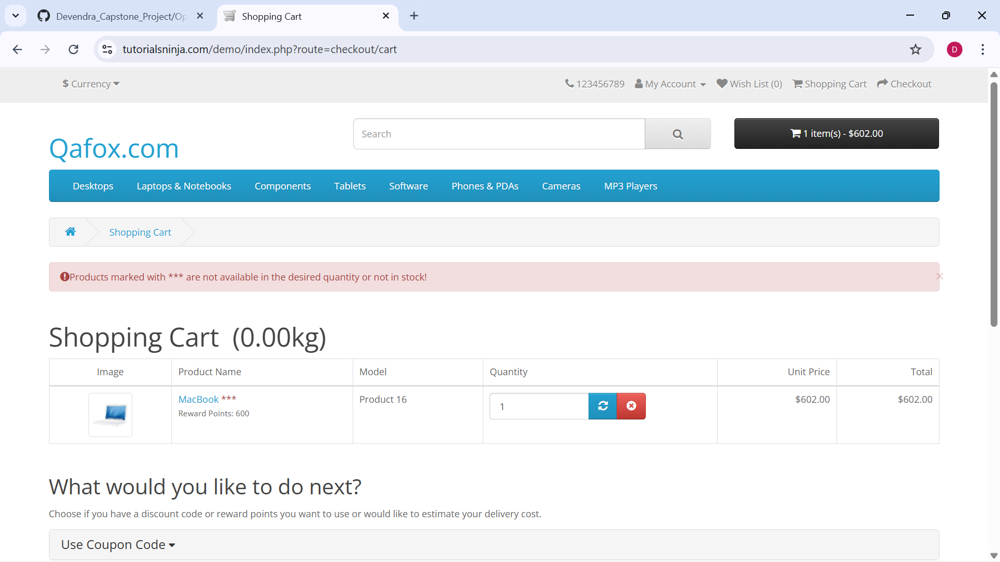 Devendra_Capstone_Project/Op
Shopping Cart
tutorialsninja.com/demo/index.php?route=checkout/cart
D
$ Currency
123456789
My Account
Wish List (0)
Shopping Cart
Checkout
Qafox.com
Search
1 item(s) - $602.00
Desktops
Laptops & Notebooks
Components
Tablets
Software
Phones & PDAs
Cameras
MP3 Players
Shopping Cart
Products marked with *** are not available in the desired quantity or not in stock!
×
Shopping Cart  (0.00kg)
Image
Product Name
Model
Quantity
Unit Price
Total
MacBook ***
Reward Points: 600
Product 16
1
$602.00
$602.00
What would you like to do next?
Choose if you have a discount code or reward points you want to use or would like to estimate your delivery cost.
Use Coupon Code